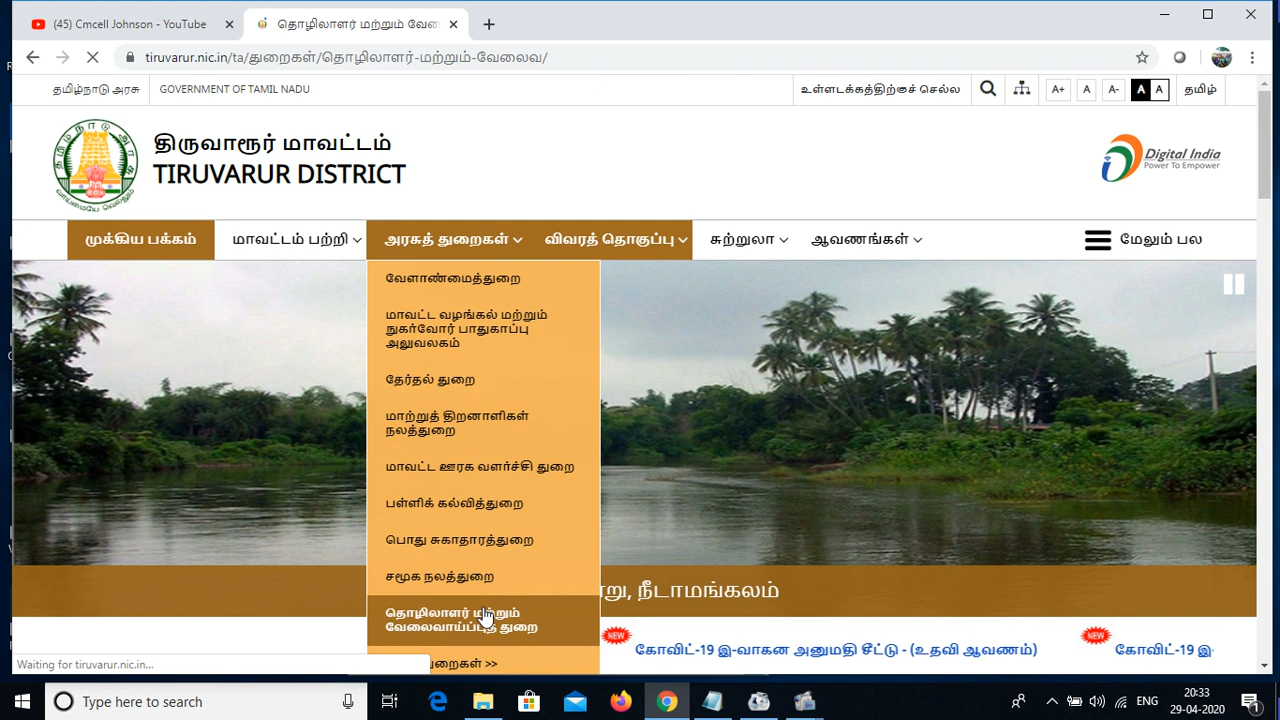 (45) Cmcell Johnson - YouTube
தொழிலாளர் மற்றும் வேை
tiruvarur.nic.in/ta/துறைகள்/தொழிலாளர்-மற்றும்-வேலைவ/
தமிழ்நாடு அரசு
GOVERNMENT OF TAMIL NADU
உள்ளடக்கத்திற்குச் செல்ல
A+
A
A-
A
A
தமிழ்
திருவாரூர் மாவட்டம்
TIRUVARUR DISTRICT
Digital India
Power To Empower
முக்கிய பக்கம்
மாவட்டம் பற்றி
அரசுத் துறைகள்
விவரத் தொகுப்பு
சுற்றுலா
ஆவணங்கள்
மேலும் பல
வேளாண்மைத்துறை
மாவட்ட வழங்கல் மற்றும்
நுகர்வோர் பாதுகாப்பு
அலுவலகம்
தேர்தல் துறை
மாற்றுத் திறனாளிகள்
நலத்துறை
மாவட்ட ஊரக வளர்ச்சி துறை
பள்ளிக் கல்வித்துறை
பொது சுகாதாரத்துறை
சமூக நலத்துறை
தொழிலாளர் மற்றும்
வேலைவாய்ப்புத் துறை
றைகள் >>
று, நீடாமங்கலம்
NEW
கோவிட்-19 இ-வாகன அனுமதி சீட்டு - (உதவி ஆவணம்)
NEW
கோவிட்-19 இ-
Waiting for tiruvarur.nic.in...
Type here to search
ENG
20:33
29-04-2020
1